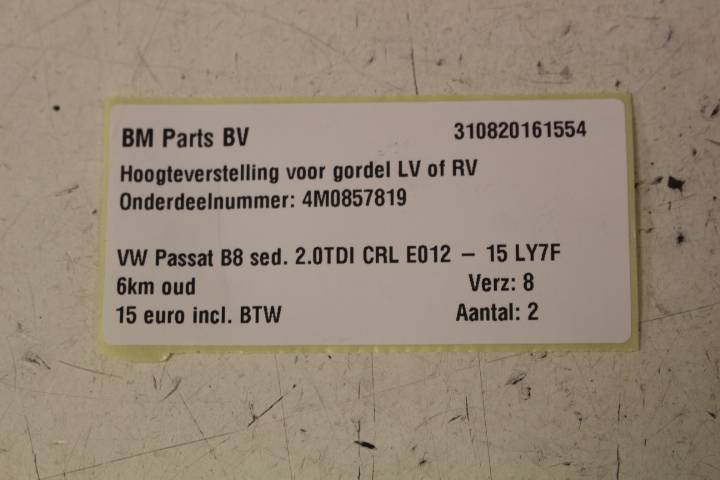 BM Parts BV 310820161554
Hoogteverstelling voor gordel LV of RV
Onderdeelnummer: 4M0857819
VW Passat B8 sed. 2.0TDI CRL E012 – 15 LY7F
6km oud Verz: 8
15 euro incl. BTW Aantal: 2